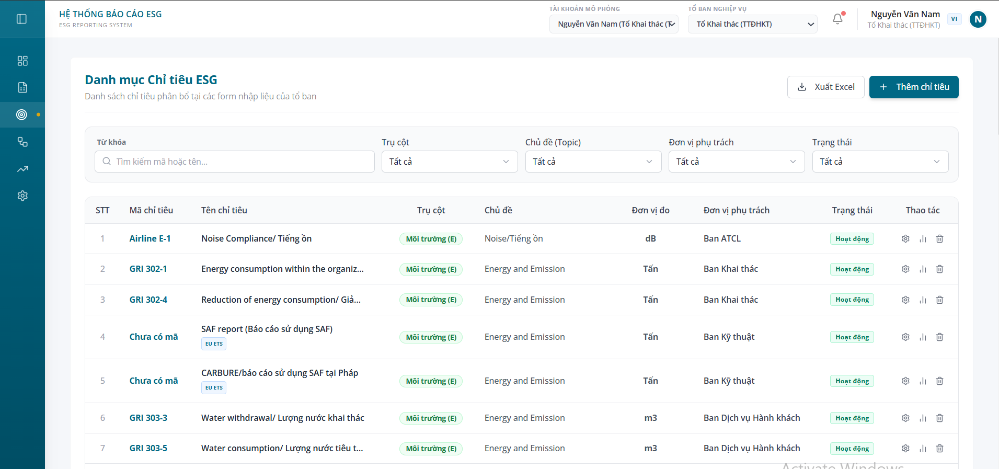 HỆ THỐNG BÁO CÁO ESG
ESG REPORTING SYSTEM
TÀI KHOẢN MÔ PHỎNG
Nguyễn Văn Nam (Tổ Khai thác (T
TỔ BAN NGHIỆP VỤ
Tổ Khai thác (TTĐHKT)
Nguyễn Văn Nam
Tổ Khai thác (TTĐHKT)
VI
N
Danh mục Chỉ tiêu ESG
Danh sách chỉ tiêu phân bổ tại các form nhập liệu của tổ ban
Xuất Excel
+ Thêm chỉ tiêu
Từ khóa
Tìm kiếm mã hoặc tên...
Trụ cột
Tất cả
Chủ đề (Topic)
Tất cả
Đơn vị phụ trách
Tất cả
Trạng thái
Tất cả
STT Mã chỉ tiêu Tên chỉ tiêu Trụ cột Chủ đề Đơn vị đo Đơn vị phụ trách Trạng thái Thao tác
1 Airline E-1 Noise Compliance/ Tiếng ồn Môi trường (E) Noise/Tiếng ồn dB Ban ATCL Hoạt động
2 GRI 302-1 Energy consumption within the organiz... Môi trường (E) Energy and Emission Tấn Ban Khai thác Hoạt động
3 GRI 302-4 Reduction of energy consumption/ Giả... Môi trường (E) Energy and Emission Tấn Ban Khai thác Hoạt động
4 Chưa có mã SAF report (Báo cáo sử dụng SAF) Môi trường (E) Energy and Emission Tấn Ban Kỹ thuật Hoạt động
EU ETS
5 Chưa có mã CARBURE/báo cáo sử dụng SAF tại Pháp Môi trường (E) Energy and Emission Tấn Ban Kỹ thuật Hoạt động
EU ETS
6 GRI 303-3 Water withdrawal/ Lượng nước khai thác Môi trường (E) Energy and Emission m3 Ban Dịch vụ Hành khách Hoạt động
7 GRI 303-5 Water consumption/ Lượng nước tiêu t... Môi trường (E) Energy and Emission m3 Ban Dịch vụ Hành khách Hoạt động
Activate Windows